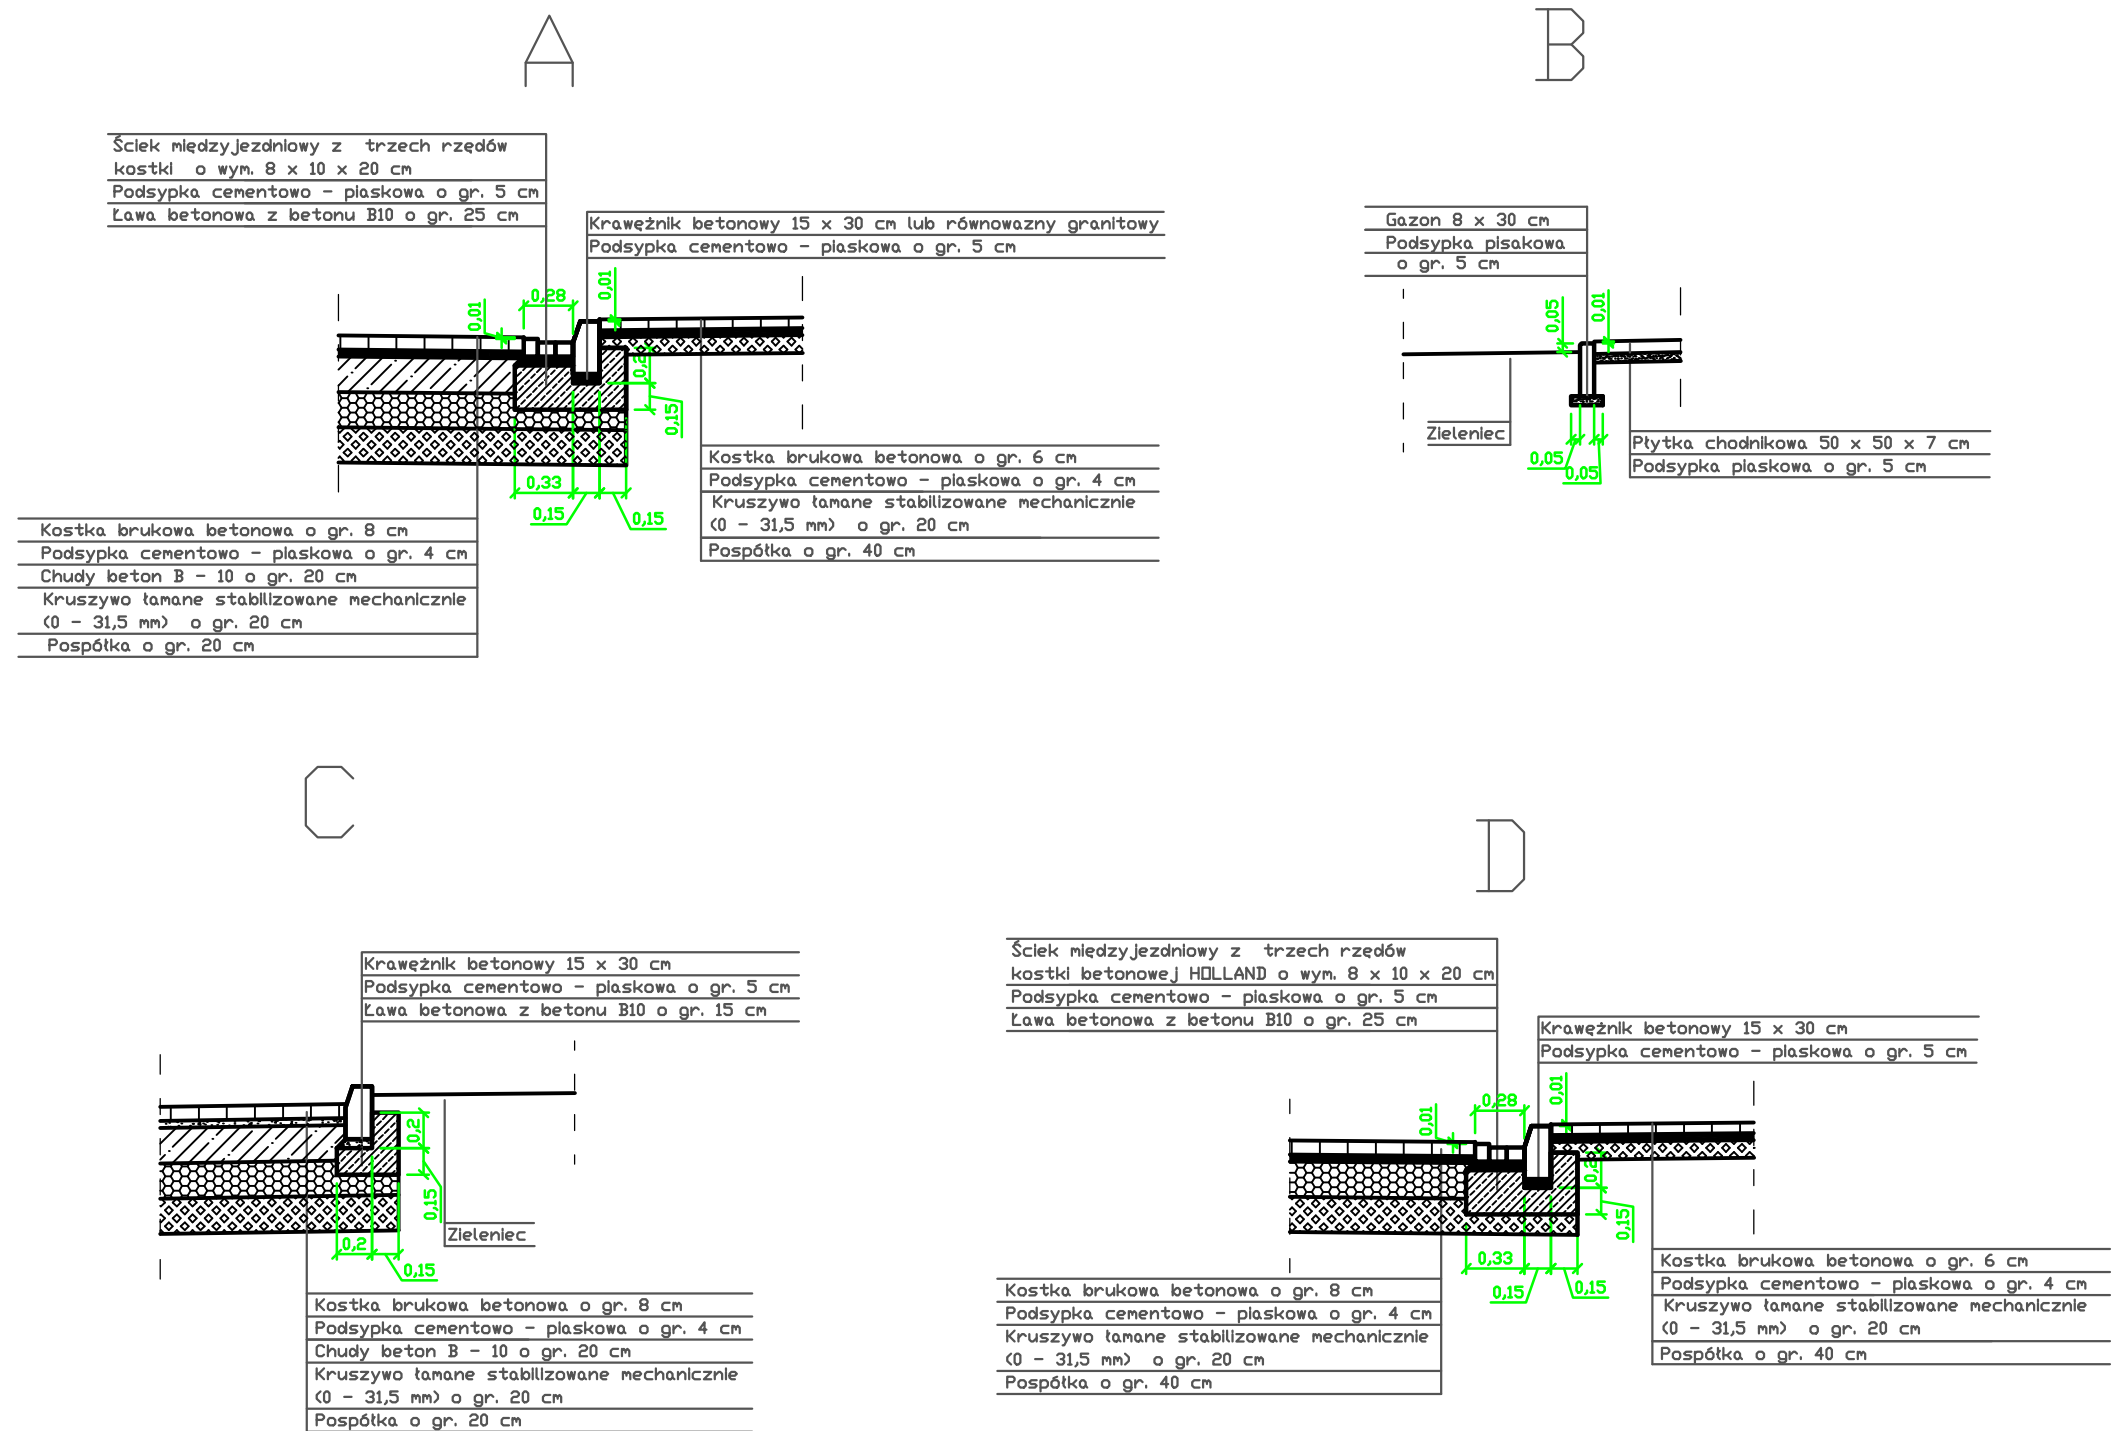 A
Ściek międzyjezdniowy z trzech rzędów
kostki o wym. 8 x 10 x 20 cm
Podsypka cementowo - piaskowa o gr. 5 cm
Ława betonowa z betonu B10 o gr. 25 cm
Krawężnik betonowy 15 x 30 cm lub równowazny granitowy
Podsypka cementowo - piaskowa o gr. 5 cm
0,01
0,28
0,01
0,2
0,15
0,33
0,15
0,15
Kostka brukowa betonowa o gr. 6 cm
Podsypka cementowo - piaskowa o gr. 4 cm
Kruszywo łamane stabilizowane mechanicznie
(0 - 31,5 mm) o gr. 20 cm
Pospółka o gr. 40 cm
Kostka brukowa betonowa o gr. 8 cm
Podsypka cementowo - piaskowa o gr. 4 cm
Chudy beton B - 10 o gr. 20 cm
Kruszywo łamane stabilizowane mechanicznie
(0 - 31,5 mm) o gr. 20 cm
Pospółka o gr. 20 cm
B
Gazon 8 x 30 cm
Podsypka pisakowa
o gr. 5 cm
0,05
0,01
Zieleniec
0,05
0,05
Płytka chodnikowa 50 x 50 x 7 cm
Podsypka piaskowa o gr. 5 cm
C
Krawężnik betonowy 15 x 30 cm
Podsypka cementowo - piaskowa o gr. 5 cm
Ława betonowa z betonu B10 o gr. 15 cm
0,2
0,15
Zieleniec
0,2
0,15
Kostka brukowa betonowa o gr. 8 cm
Podsypka cementowo - piaskowa o gr. 4 cm
Chudy beton B - 10 o gr. 20 cm
Kruszywo łamane stabilizowane mechanicznie
(0 - 31,5 mm) o gr. 20 cm
Pospółka o gr. 20 cm
D
Ściek międzyjezdniowy z trzech rzędów
kostki betonowej HOLLAND o wym. 8 x 10 x 20 cm
Podsypka cementowo - piaskowa o gr. 5 cm
Ława betonowa z betonu B10 o gr. 25 cm
Krawężnik betonowy 15 x 30 cm
Podsypka cementowo - piaskowa o gr. 5 cm
0,01
0,28
0,01
0,2
0,15
0,33
0,15
0,15
Kostka brukowa betonowa o gr. 6 cm
Podsypka cementowo - piaskowa o gr. 4 cm
Kruszywo łamane stabilizowane mechanicznie
(0 - 31,5 mm) o gr. 20 cm
Pospółka o gr. 40 cm
Kostka brukowa betonowa o gr. 8 cm
Podsypka cementowo - piaskowa o gr. 4 cm
Kruszywo łamane stabilizowane mechanicznie
(0 - 31,5 mm) o gr. 20 cm
Pospółka o gr. 40 cm